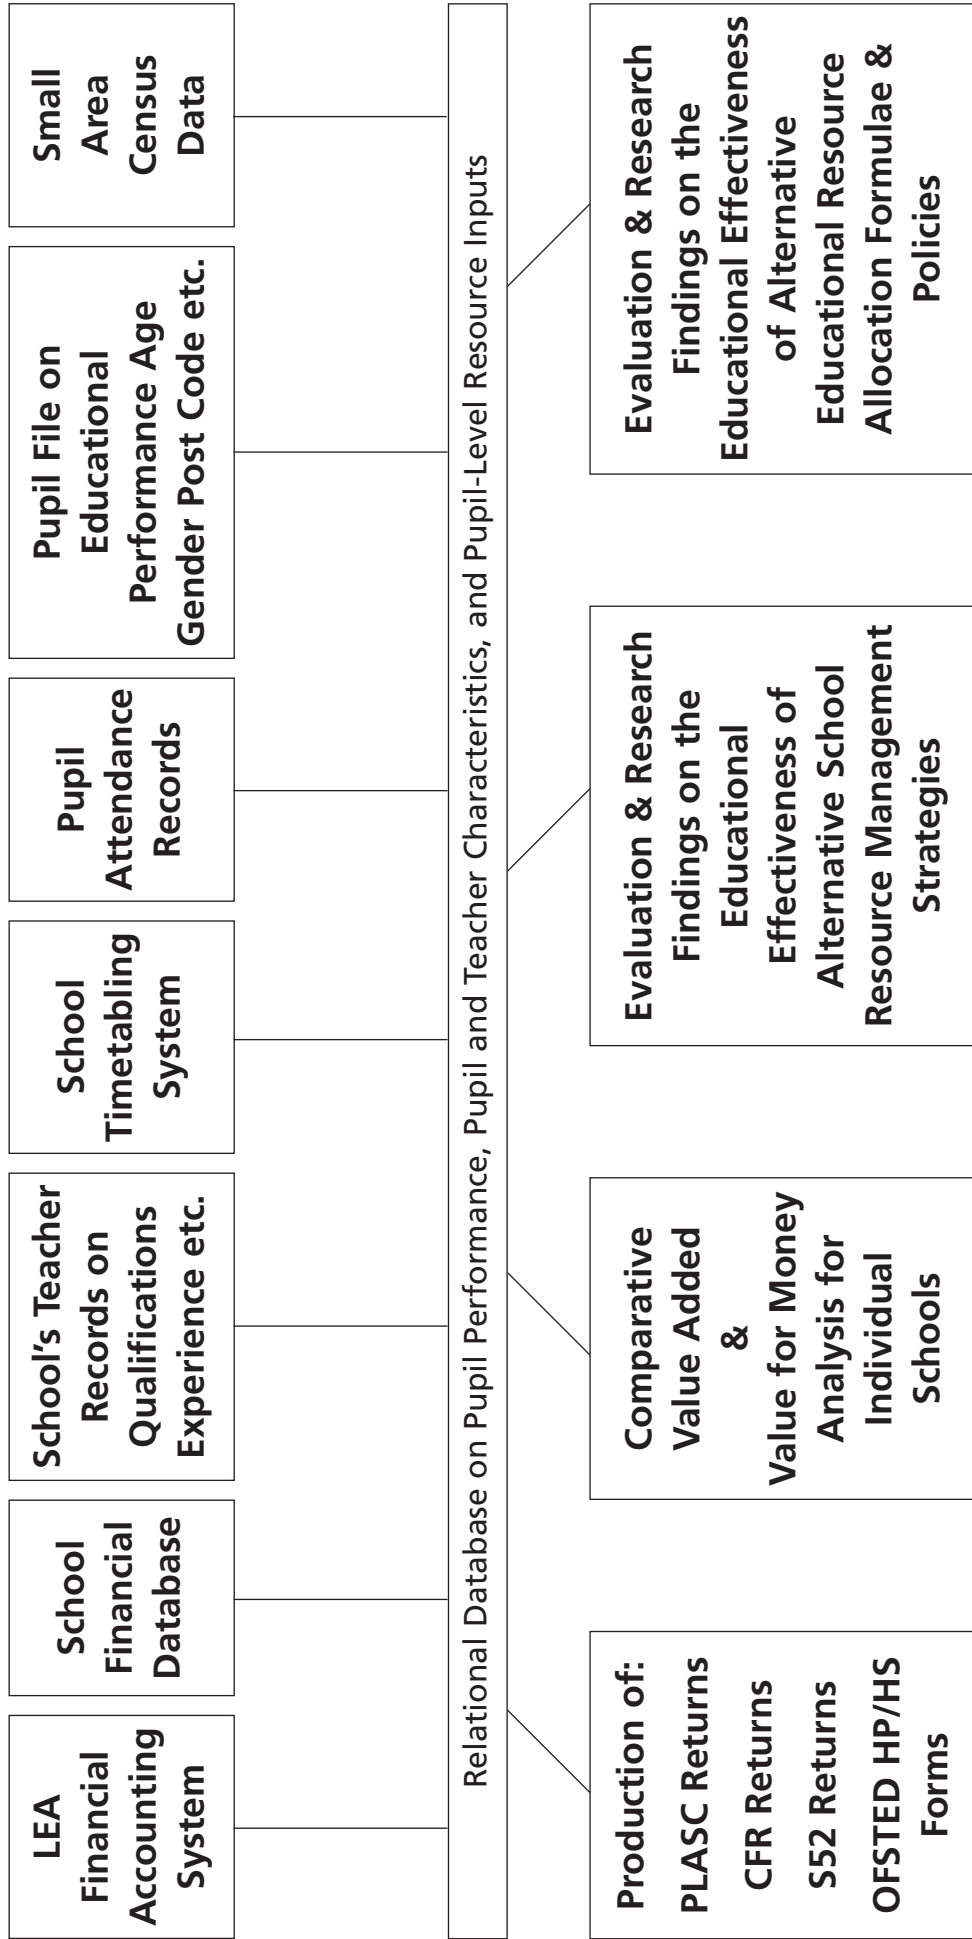 LEA
Financial
Accounting
System
School
Financial
Database
School's Teacher
Records on
Qualifications
Experience etc.
School
Timetabling
System
Pupil
Attendance
Records
Pupil File on
Educational
Performance Age
Gender Post Code etc.
Small
Area
Census
Data
Relational Database on Pupil Performance, Pupil and Teacher Characteristics, and Pupil-Level Resource Inputs
Production of:
PLASC Returns
CFR Returns
S52 Returns
OFSTED HP/HS
Forms
Comparative
Value Added
&
Value for Money
Analysis for
Individual
Schools
Evaluation & Research
Findings on the
Educational
Effectiveness of
Alternative School
Resource Management
Strategies
Evaluation & Research
Findings on the
Educational Effectiveness
of Alternative
Educational Resource
Allocation Formulae &
Policies